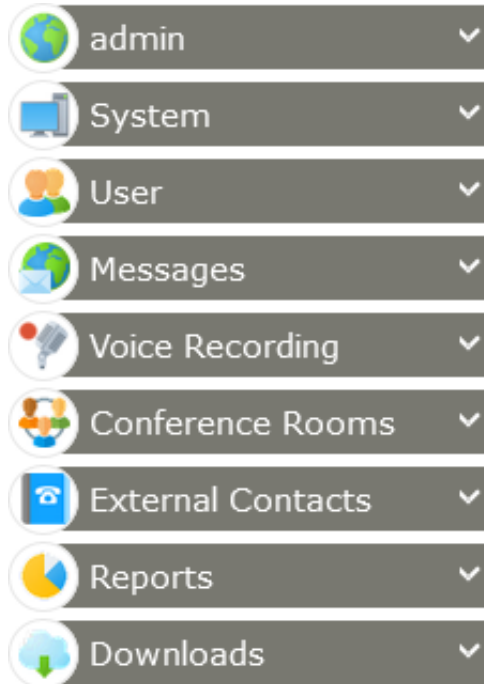 admin
System
User
Messages
Voice Recording
Conference Rooms
External Contacts
Reports
Downloads